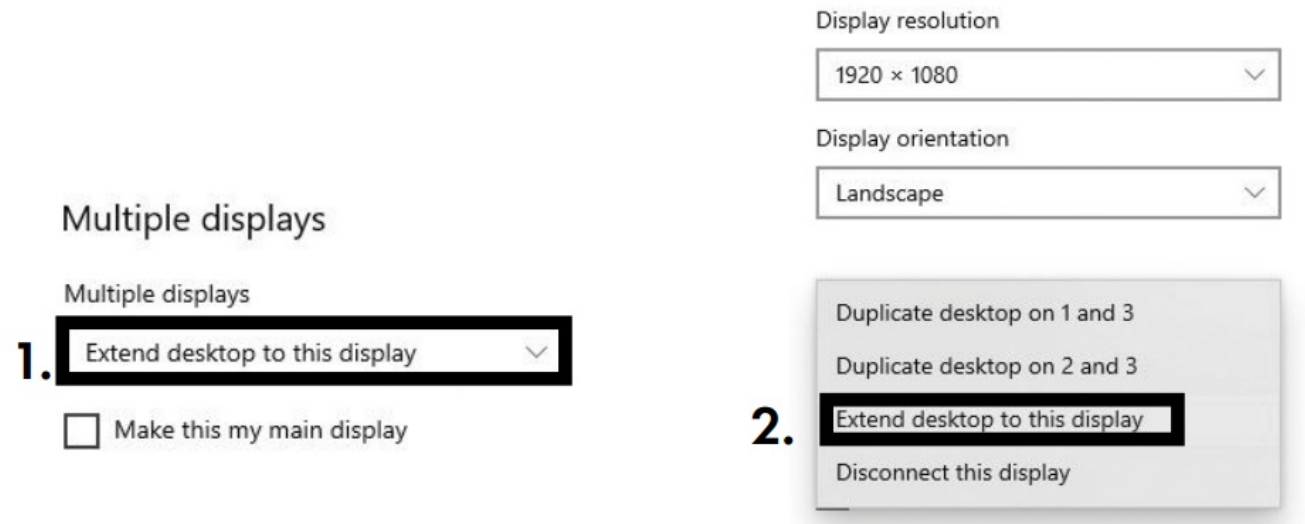 Multiple displays
Multiple displays
1.
Extend desktop to this display
Make this my main display
Display resolution
1920 × 1080
Display orientation
Landscape
Duplicate desktop on 1 and 3
Duplicate desktop on 2 and 3
2.
Extend desktop to this display
Disconnect this display